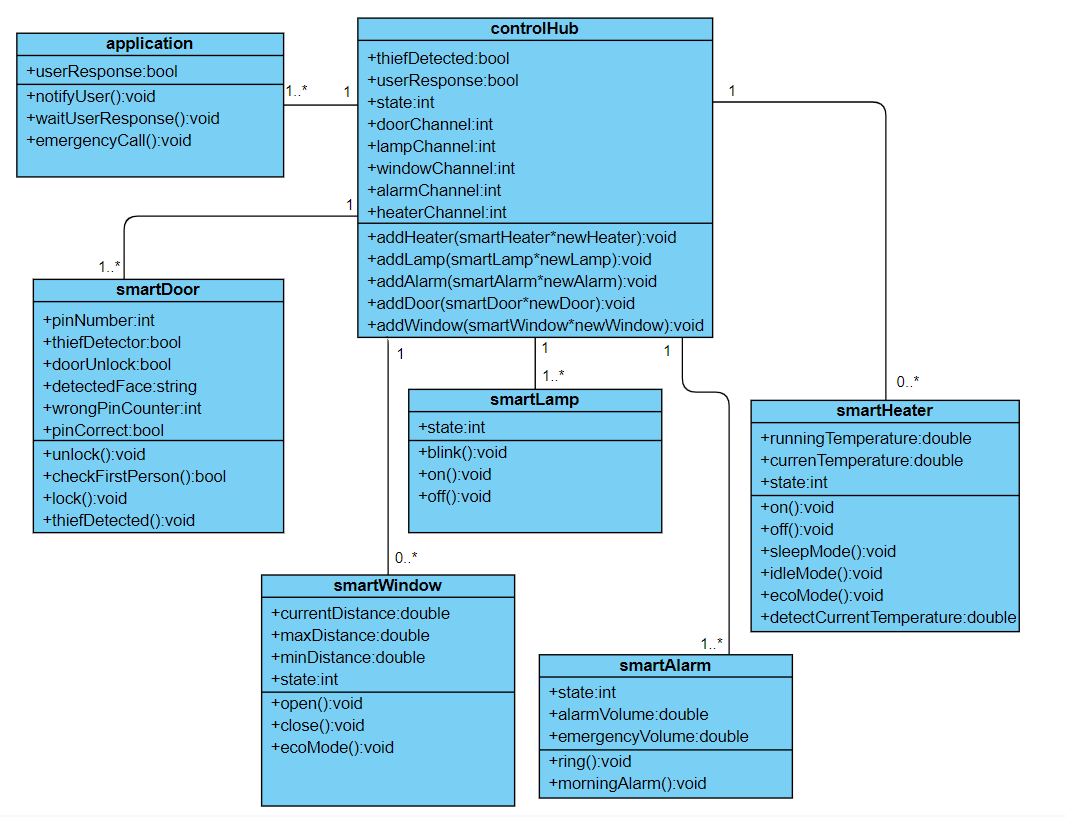 application
+userResponse:bool
+notifyUser():void
+waitUserResponse():void
+emergencyCall():void
1..*
1
controlHub
+thiefDetected:bool
+userResponse:bool
+state:int
+doorChannel:int
+lampChannel:int
+windowChannel:int
+alarmChannel:int
+heaterChannel:int
+addHeater(smartHeater*newHeater):void
+addLamp(smartLamp*newLamp):void
+addAlarm(smartAlarm*newAlarm):void
+addDoor(smartDoor*newDoor):void
+addWindow(smartWindow*newWindow):void
1
1
1..*
smartDoor
+pinNumber:int
+thiefDetector:bool
+doorUnlock:bool
+detectedFace:string
+wrongPinCounter:int
+pinCorrect:bool
+unlock():void
+checkFirstPerson():bool
+lock():void
+thiefDetected():void
1
1
1
1..*
smartLamp
+state:int
+blink():void
+on():void
+off():void
0..*
smartHeater
+runningTemperature:double
+currenTemperature:double
+state:int
+on():void
+off():void
+sleepMode():void
+idleMode():void
+ecoMode():void
+detectCurrentTemperature:double
0..*
smartWindow
+currentDistance:double
+maxDistance:double
+minDistance:double
+state:int
+open():void
+close():void
+ecoMode():void
1..*
smartAlarm
+state:int
+alarmVolume:double
+emergencyVolume:double
+ring():void
+morningAlarm():void